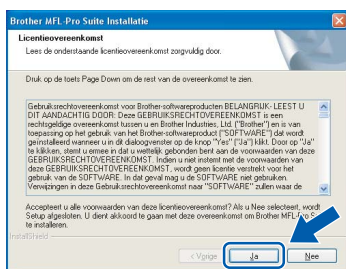 Brother MFL-Pro Suite Installatie
Licentieovereenkomst
Lees de onderstaande licentieovereenkomst zorgvuldig door.
Druk op de toets Page Down om de rest van de overeenkomst te zien.
Gebruiksrechtovereenkomst voor Brother-softwareproducten BELANGRIJK- LEEST U
DIT AANDACHTIG DOOR: Deze GEBRUIKSRECHTOVEREENKOMST is een
rechtsgeldige overeenkomst tussen u en Brother Industries, Ltd. ("Brother") en is van
toepassing op het gebruik van het Brother-softwareproduct ("SOFTWARE") dat wordt
geïnstalleerd wanneer u in dit dialoogvenster op de knop "Yes" ("Ja") klikt. Door op "Ja"
te klikken, stemt u ermee in dat u wettelijk gebonden bent aan de voorwaarden van deze
GEBRUIKSRECHTOVEREENKOMST. Indien u niet instemt met de voorwaarden van
deze GEBRUIKSRECHTOVEREENKOMST, wordt geen licentie verstrekt voor het
gebruik van de SOFTWARE. In dat geval mag u de SOFTWARE niet gebruiken.
Verwijzingen in deze Gebruiksrechtovereenkomst naar "SOFTWARE" zullen waar de
Accepteert u alle voorwaarden van deze licentieovereenkomst? Als u Nee selecteert, wordt
Setup afgesloten. U dient akkoord te gaan met deze overeenkomst om Brother MFL-Pro S
te installeren.
InstallShield
< Vorige Ja Nee